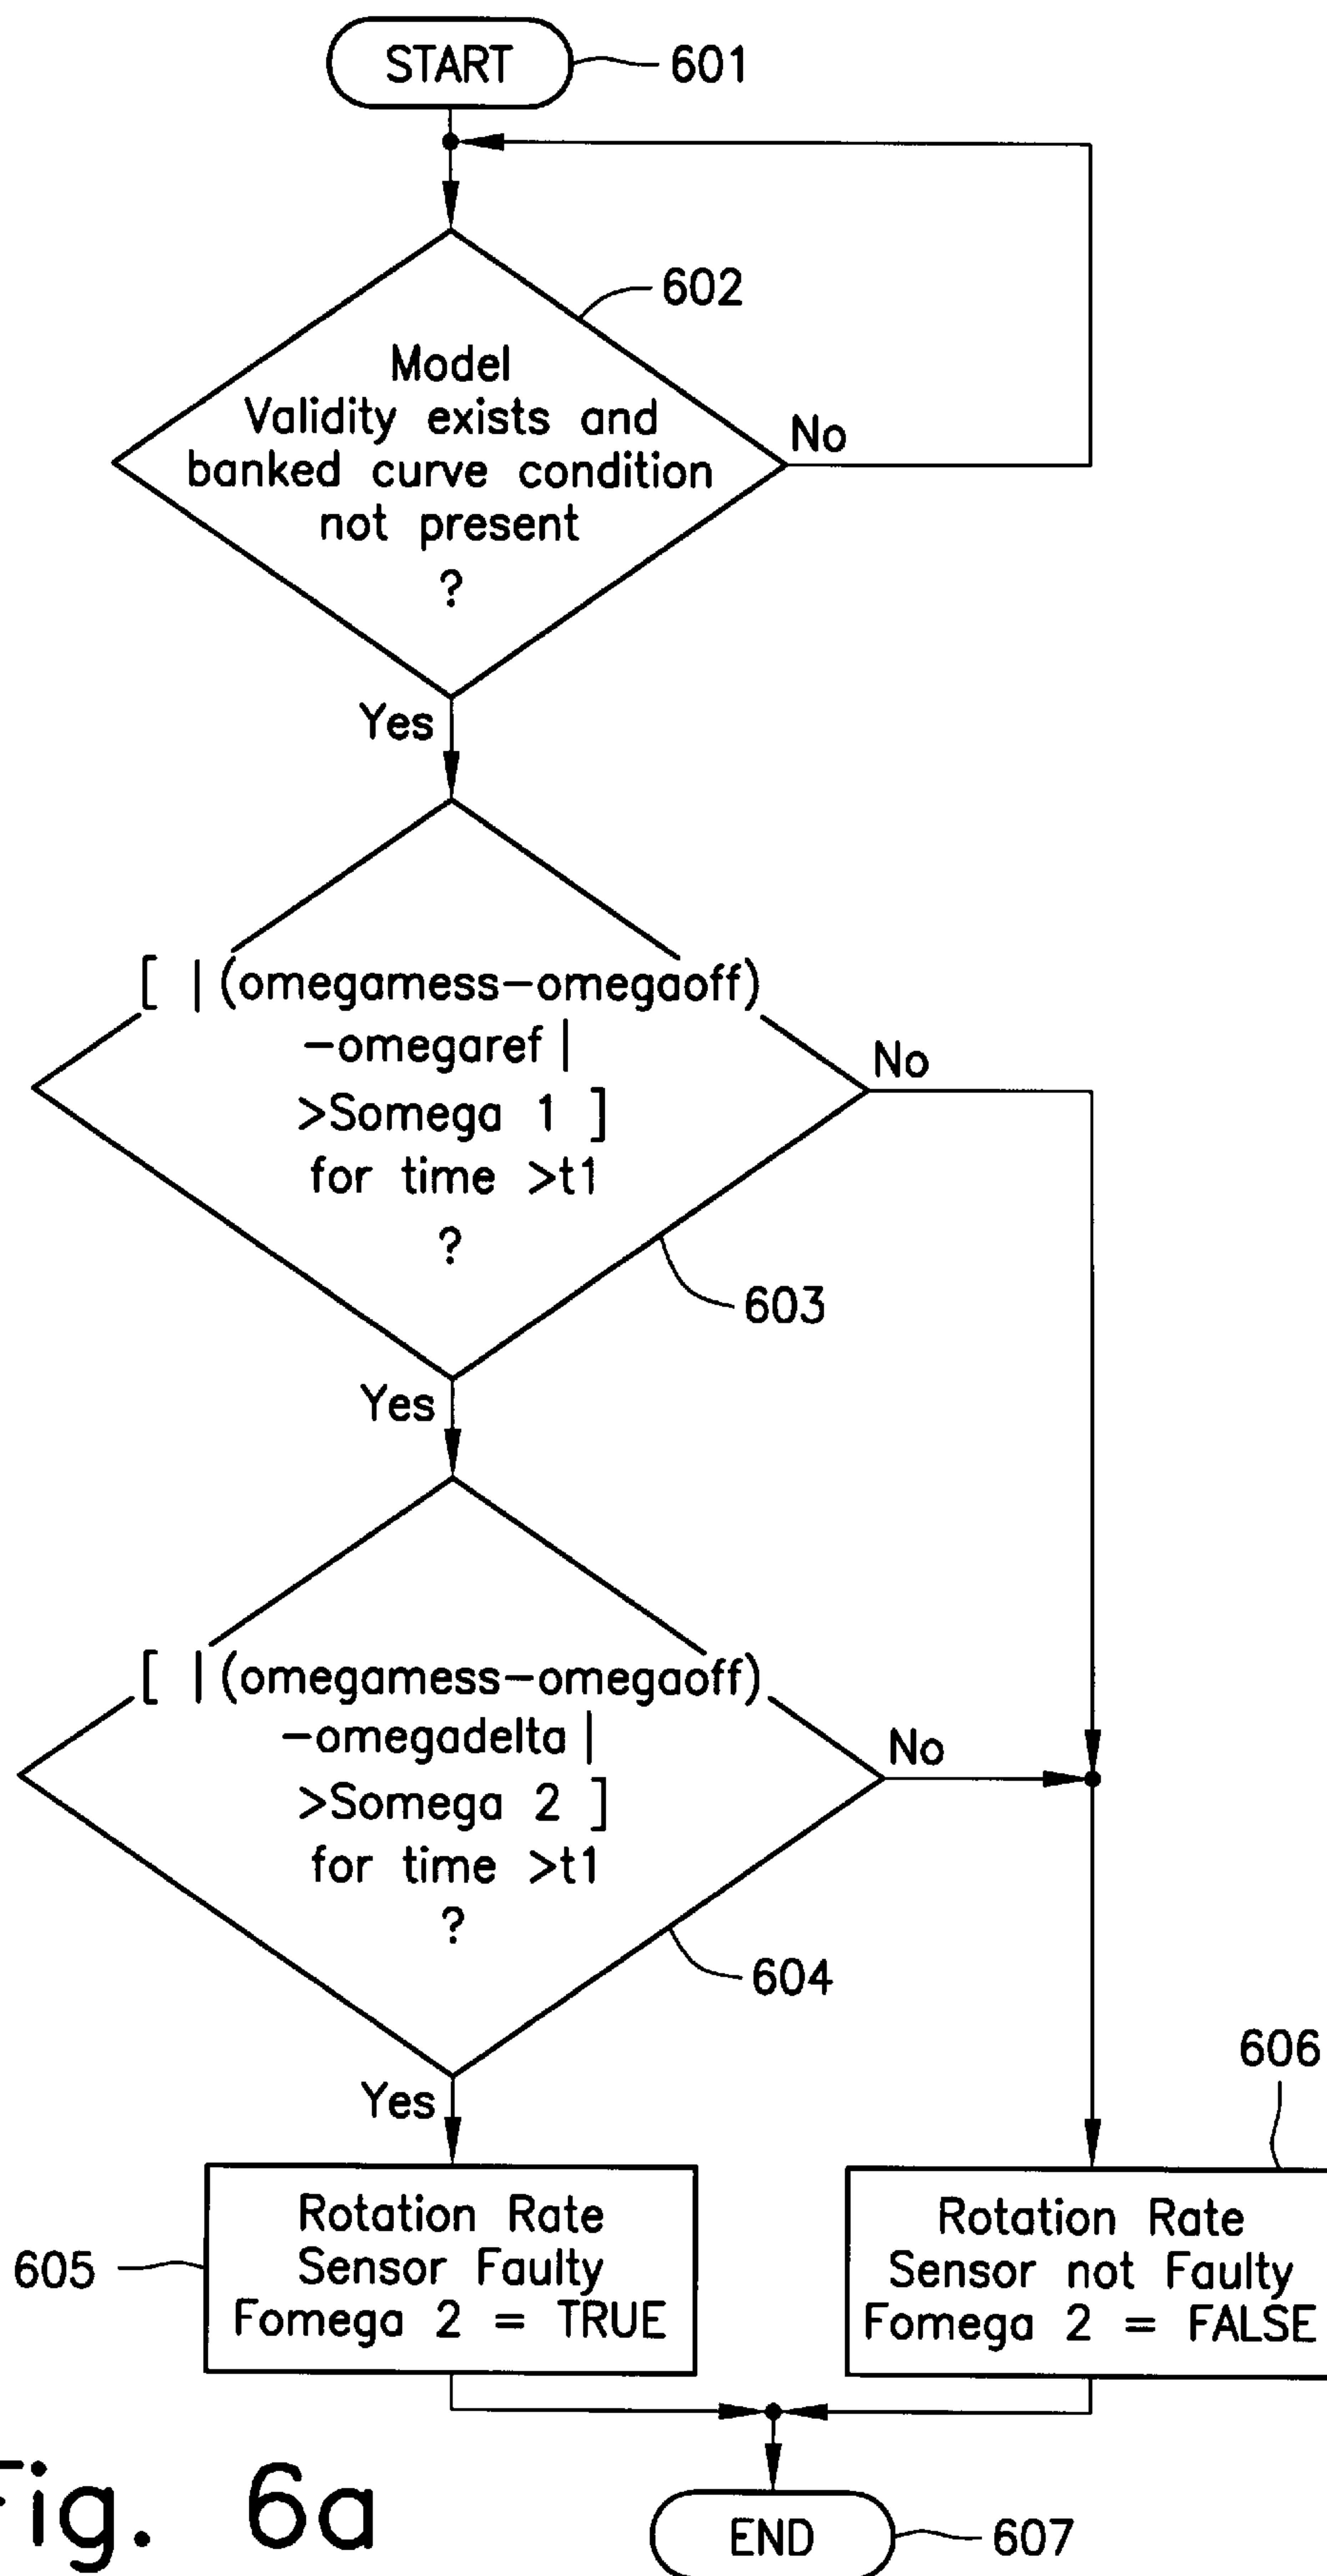 START
601
602
Model
Validity exists and
banked curve condition
not present
?
No
Yes
[ |(omegamess-omegaoff)
-omegaref|
>Somega 1 ]
for time >t1
?
No
603
Yes
[ |(omegamess-omegaoff)
-omegadelta|
>Somega 2 ]
for time >t1
?
No
604
Yes
606
605
Rotation Rate
Sensor Faulty
Fomega 2 = TRUE
Rotation Rate
Sensor not Faulty
Fomega 2 = FALSE
Fig. 6a
END
607